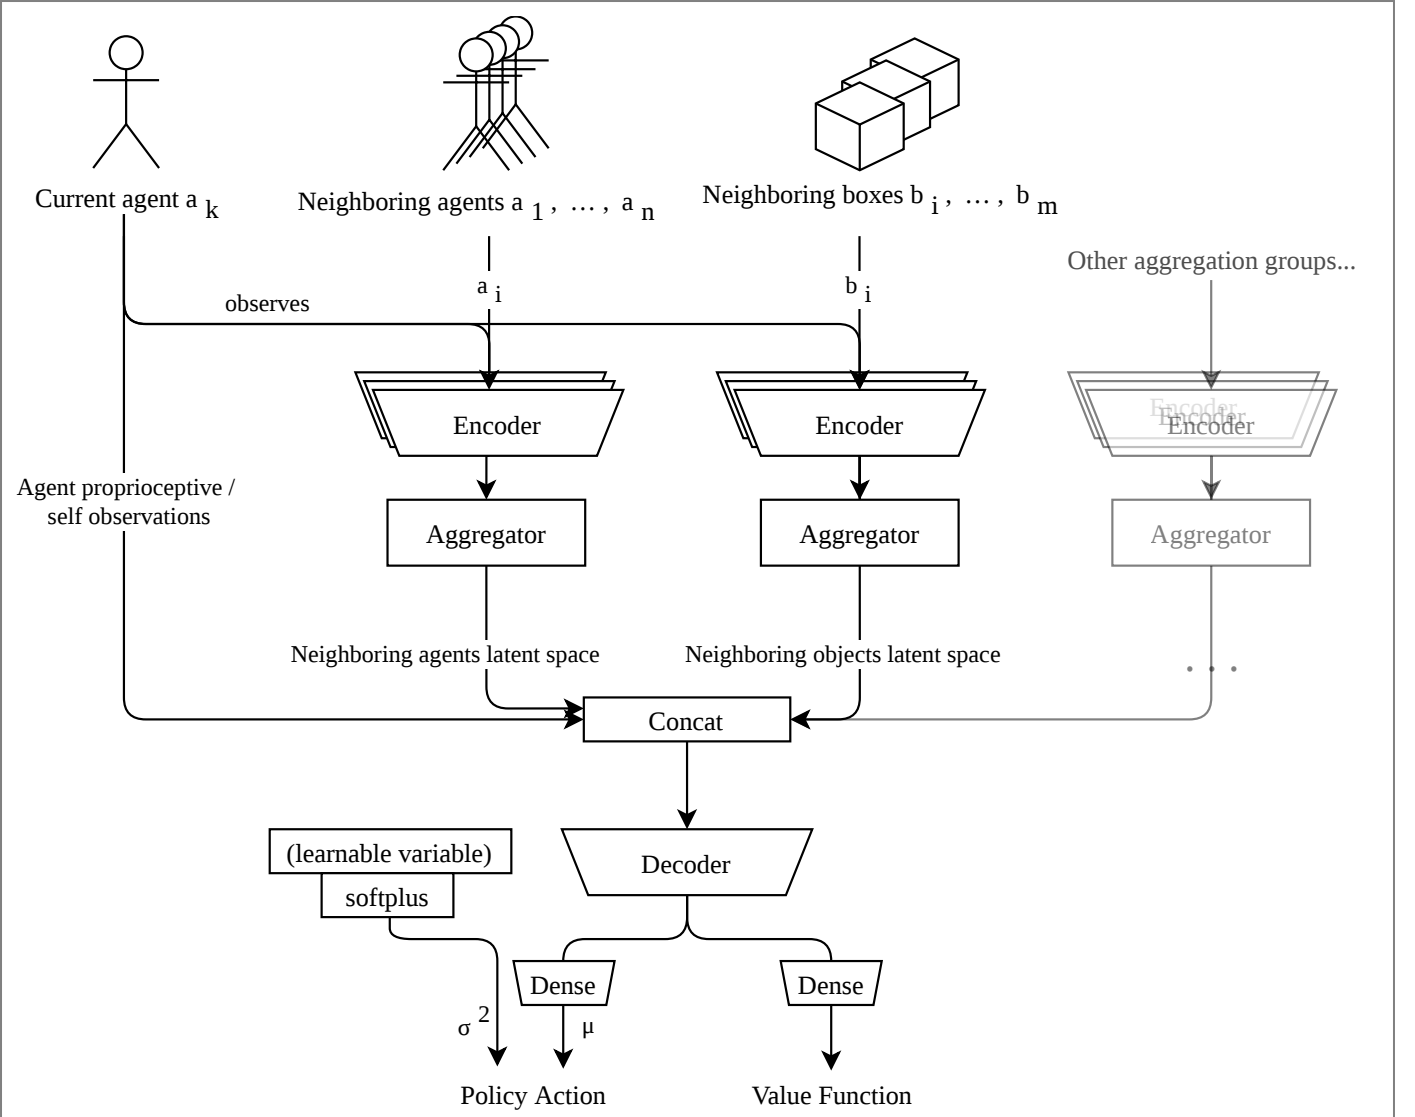 Current agent a k
Neighboring agents a 1 , … , a n
Neighboring boxes b i , … , b m
Other aggregation groups...
a i
b i
observes
Encoder
Encoder
Encoder
Encoder
Encoder
Agent proprioceptive /
self observations
Aggregator
Aggregator
Aggregator
Neighboring agents latent space
Neighboring objects latent space
. . .
Concat
(learnable variable)
softplus
Decoder
Dense
Dense
σ 2
μ
Policy Action
Value Function